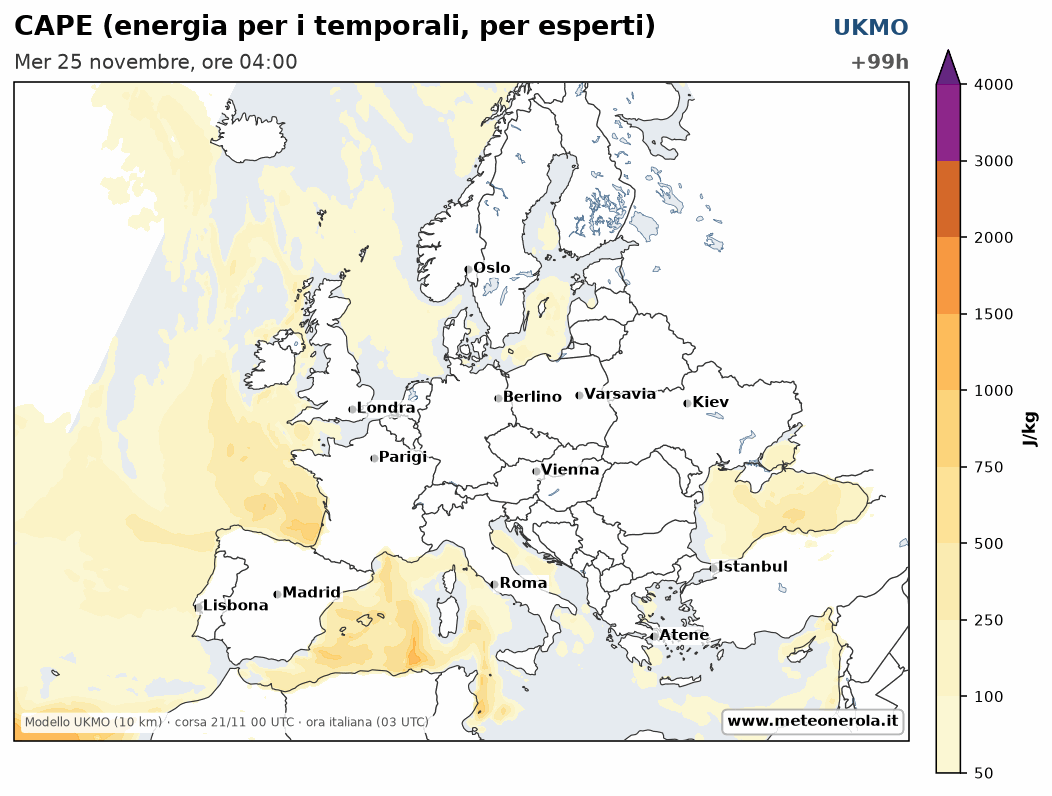 CAPE (energia per i temporali, per esperti)
UKMO
Mer 25 novembre, ore 04:00
+99h
4000
3000
2000
1500
1000
750
500
250
100
50
J/kg
Oslo
Berlino
Varsavia
Kiev
Londra
Parigi
Vienna
Istanbul
Roma
Madrid
Lisbona
Atene
Modello UKMO (10 km) · corsa 21/11 00 UTC · ora italiana (03 UTC)
www.meteonerola.it